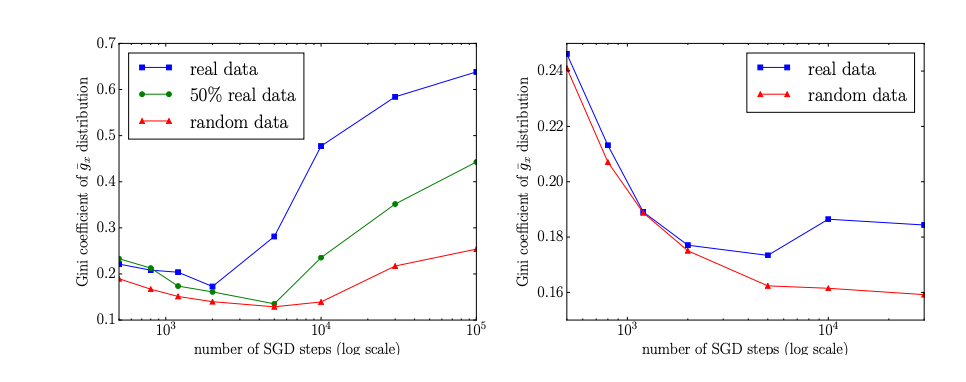 0.7
0.6
0.5
0.4
0.3
0.2
0.1
Gini coefficient of ḡₓ distribution
real data
50% real data
random data
10³
10⁴
10⁵
number of SGD steps (log scale)
0.24
0.22
0.20
0.18
0.16
Gini coefficient of ḡₓ distribution
real data
random data
10³
10⁴
number of SGD steps (log scale)